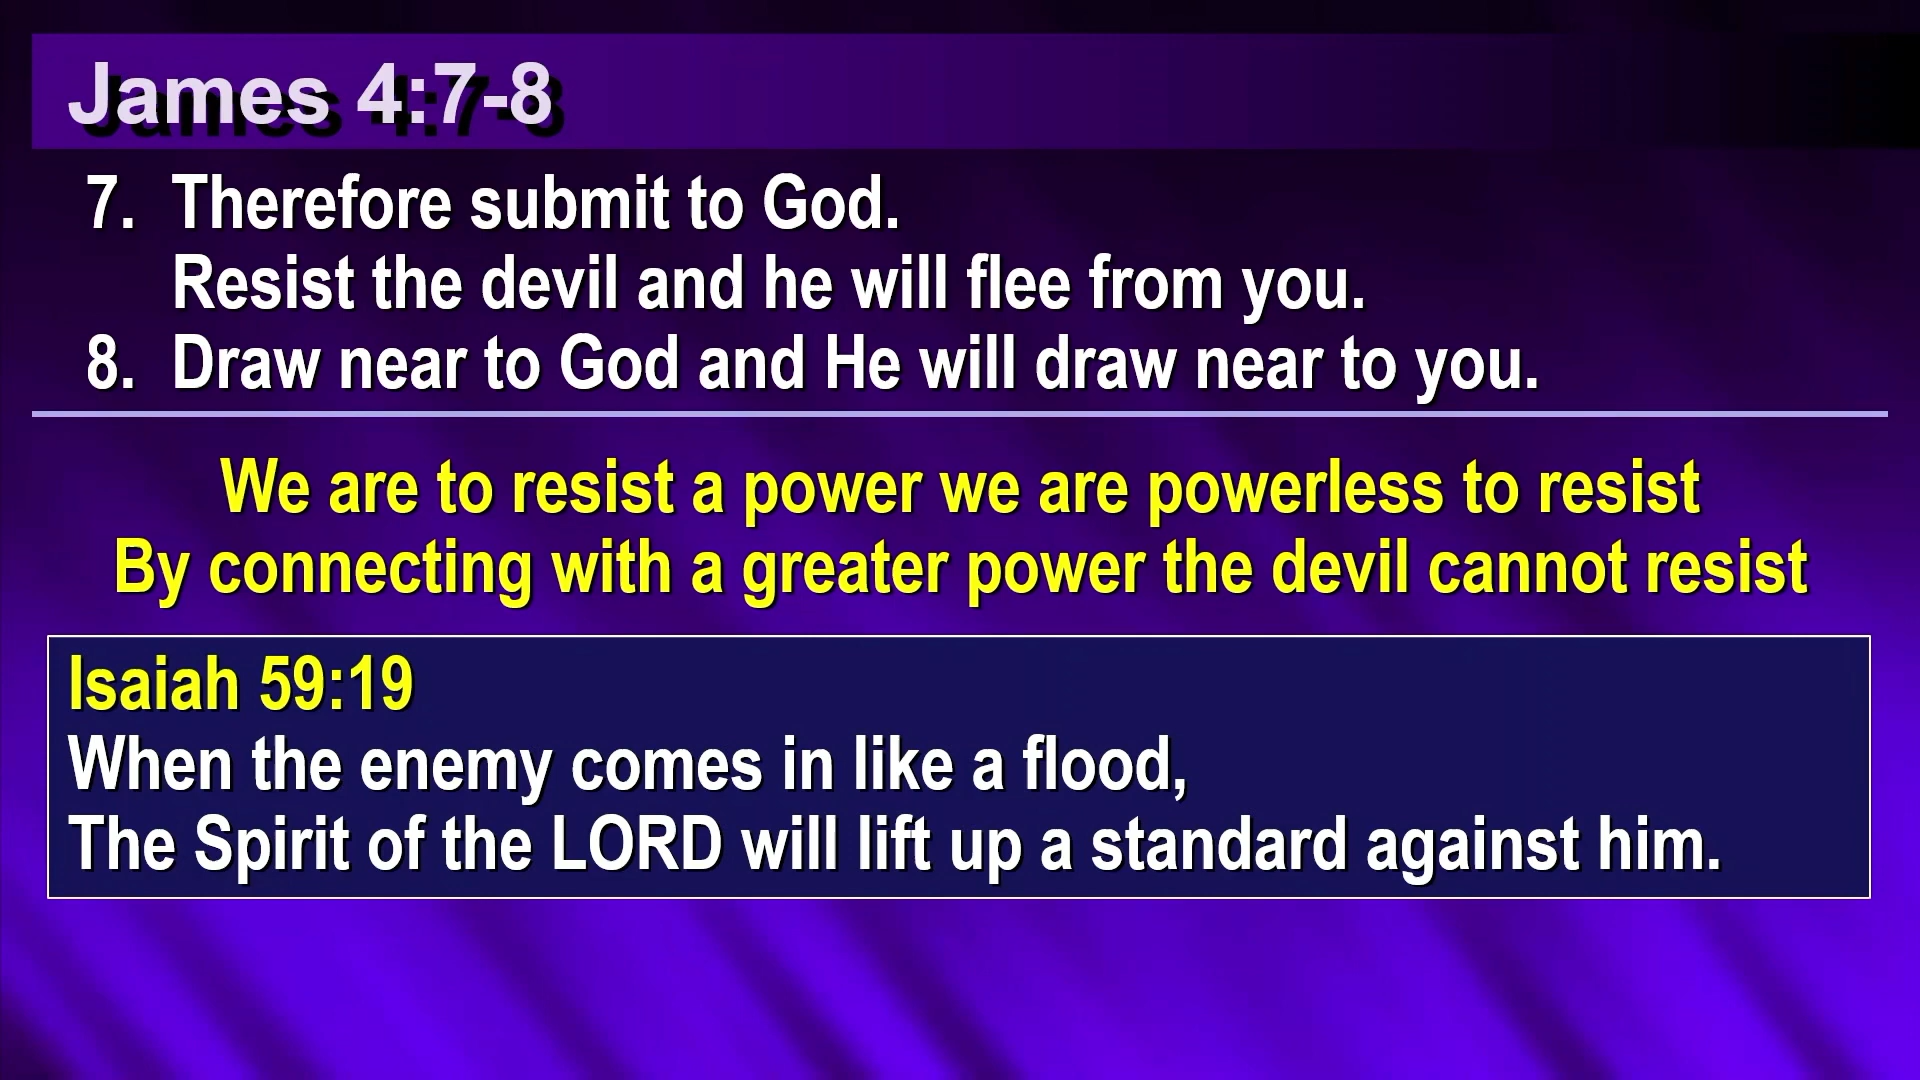 James 4:7-8
7. Therefore submit to God.
Resist the devil and he will flee from you.
8. Draw near to God and He will draw near to you.
We are to resist a power we are powerless to resist
By connecting with a greater power the devil cannot resist
Isaiah 59:19
When the enemy comes in like a flood,
The Spirit of the LORD will lift up a standard against him.